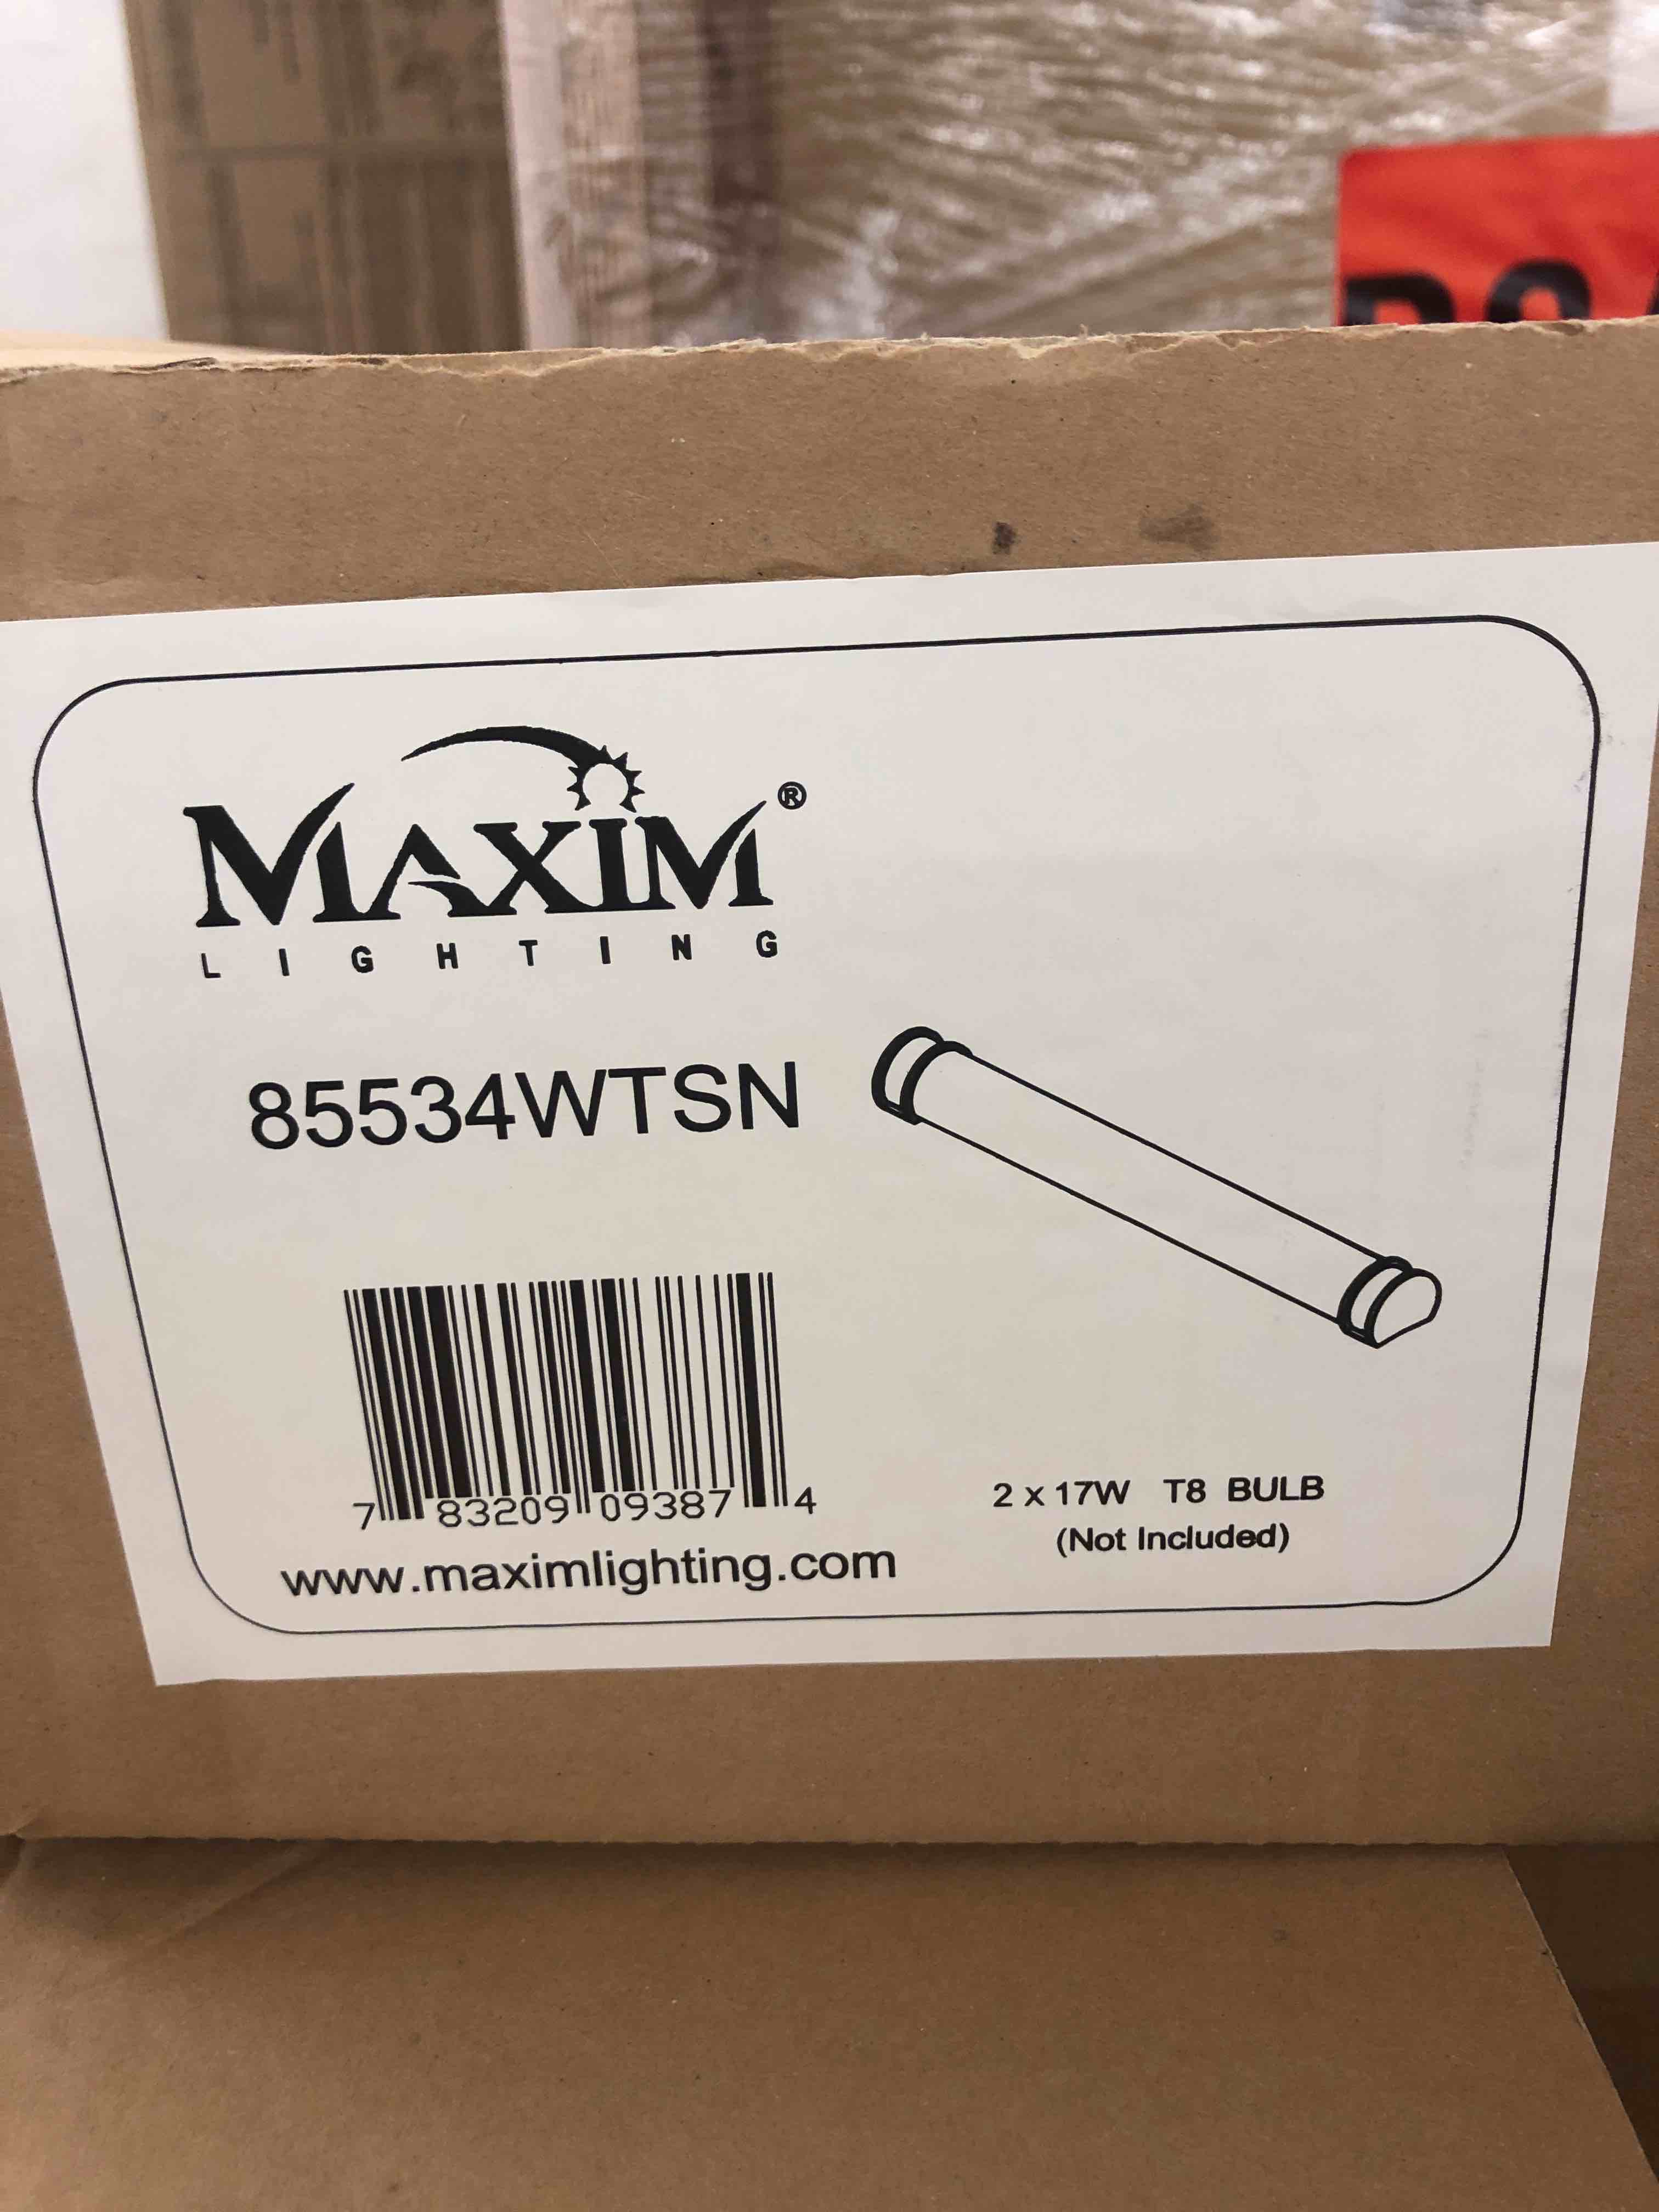 MAXIM®
LIGHTING
85534WTSN
7 83209 09387 4
www.maximlighting.com
2 x 17W T8 BULB
(Not Included)